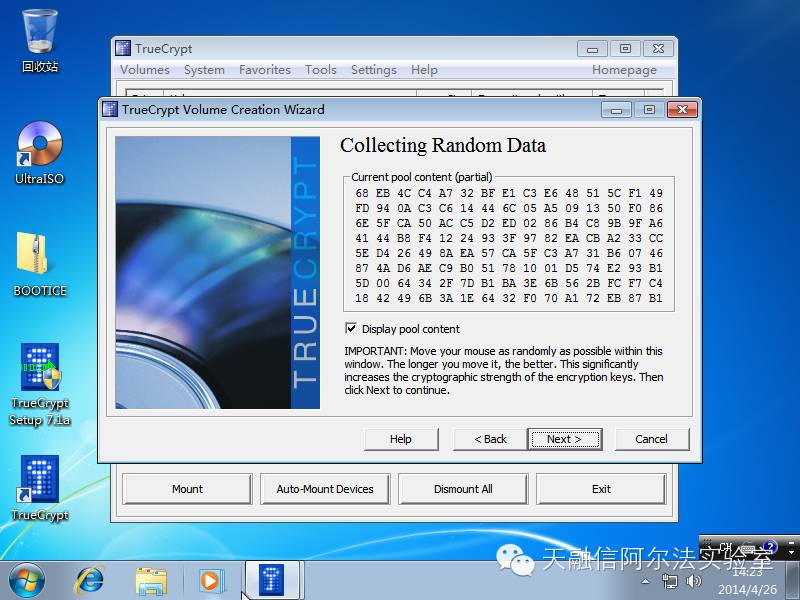 回收站
UltraISO
BOOTICE
TrueCrypt
Setup 7.1a
TrueCrypt
TrueCrypt
Volumes System Favorites Tools Settings Help Homepage
TrueCrypt Volume Creation Wizard
TRUECRYPT
Collecting Random Data
Current pool content (partial)
68 EB 4C C4 A7 32 BF E1 C3 E6 48 51 5C F1 49
FD 94 0A C3 C6 14 44 6C 05 A5 09 13 50 F0 86
6E 5F CA 50 AC C5 D2 ED 02 86 B4 C8 9B 9F A6
41 44 B8 F4 12 24 93 3F 97 82 EA CB A2 33 CC
5E D4 26 49 8A EA 57 CA 5F C3 A7 31 B6 07 46
87 4A D6 AE C9 B0 51 78 10 01 D5 74 E2 93 B1
5D 00 64 34 2F 7D B1 BA 3E 6B 56 2B FC F7 C4
18 42 49 6B 3A 1E 64 32 F0 70 A1 72 EB 87 B1
Display pool content
IMPORTANT: Move your mouse as randomly as possible within this
window. The longer you move it, the better. This significantly
increases the cryptographic strength of the encryption keys. Then
click Next to continue.
Help < Back Next > Cancel
Mount Auto-Mount Devices Dismount All Exit
CH
天融信阿尔法实验室
14:23
2014/4/26